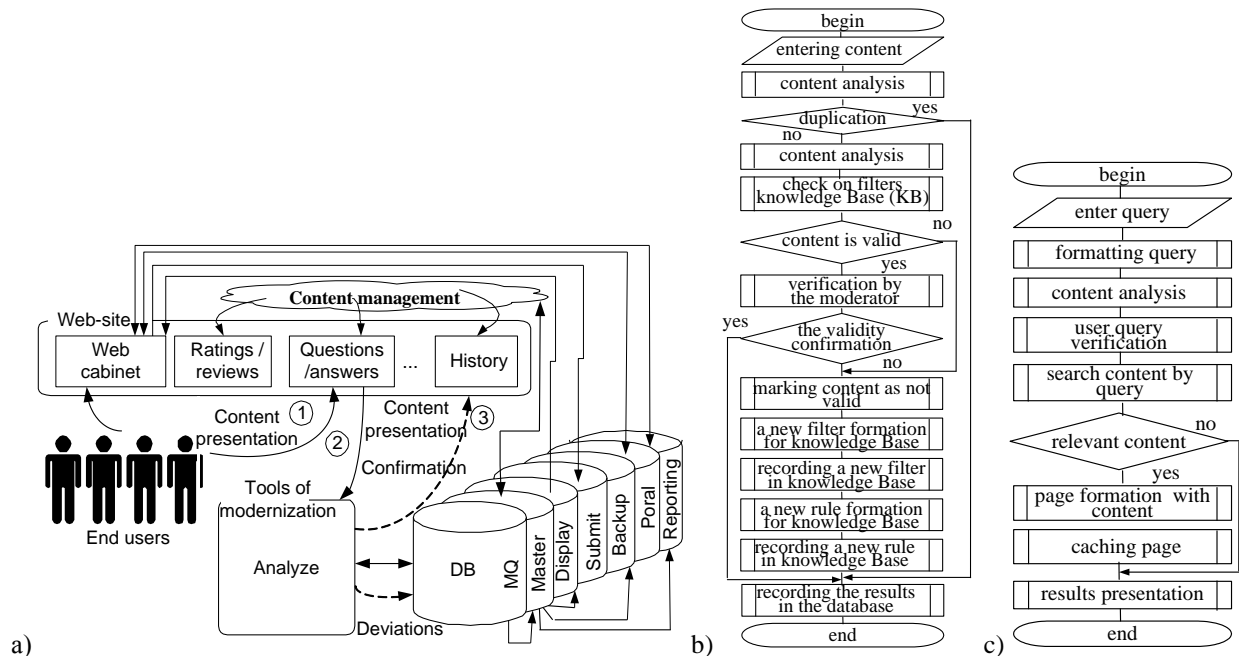 Content management
Web-site
Web
cabinet
Ratings /
reviews
Questions
/answers
...
History
Content
presentation
1
2
Content
presentation
3
Confirmation
End users
Tools of
modernization
Analyze
Deviations
DB
MQ
Master
Display
Submit
Backup
Poral
Reporting
a)
begin
entering content
content analysis
yes
duplication
no
content analysis
check on filters
knowledge Base (KB)
no
content is valid
yes
verification by
the moderator
yes
the validity
confirmation
no
marking content as not
valid
a new filter formation
for knowledge Base
recording a new filter
in knowledge Base
a new rule formation
for knowledge Base
recording a new rule
in knowledge Base
recording the results
in the database
end
b)
begin
enter query
formatting query
content analysis
user query
verification
search content by
query
no
relevant content
yes
page formation with
content
caching page
results presentation
end
c)